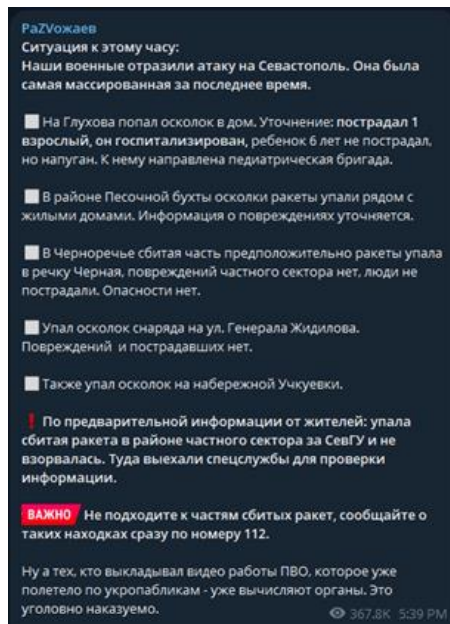 РаZVожаев
Ситуация к этому часу:
Наши военные отразили атаку на Севастополь. Она была
самая массированная за последнее время.
На Глухова попал осколок в дом. Уточнение: пострадал 1
взрослый, он госпитализирован, ребенок 6 лет не пострадал,
но напуган. К нему направлена педиатрическая бригада.
В районе Песочной бухты осколки ракеты упали рядом с
жилыми домами. Информация о повреждениях уточняется.
В Черноречье сбитая часть предположительно ракеты упала
в речку Черная, повреждений частного сектора нет, люди не
пострадали. Опасности нет.
Упал осколок снаряда на ул. Генерала Жидилова.
Повреждений и пострадавших нет.
Также упал осколок на набережной Учкуевки.
❗ По предварительной информации от жителей: упала
сбитая ракета в районе частного сектора за СевГУ и не
взорвалась. Туда выехали спецслужбы для проверки
информации.
ВАЖНО Не подходите к частям сбитых ракет, сообщайте о
таких находках сразу по номеру 112.
Ну а тех, кто выкладывал видео работы ПВО, которое уже
полетело по укропабликам - уже вычисляют органы. Это
уголовно наказуемо.
367.8K 5:39 PM